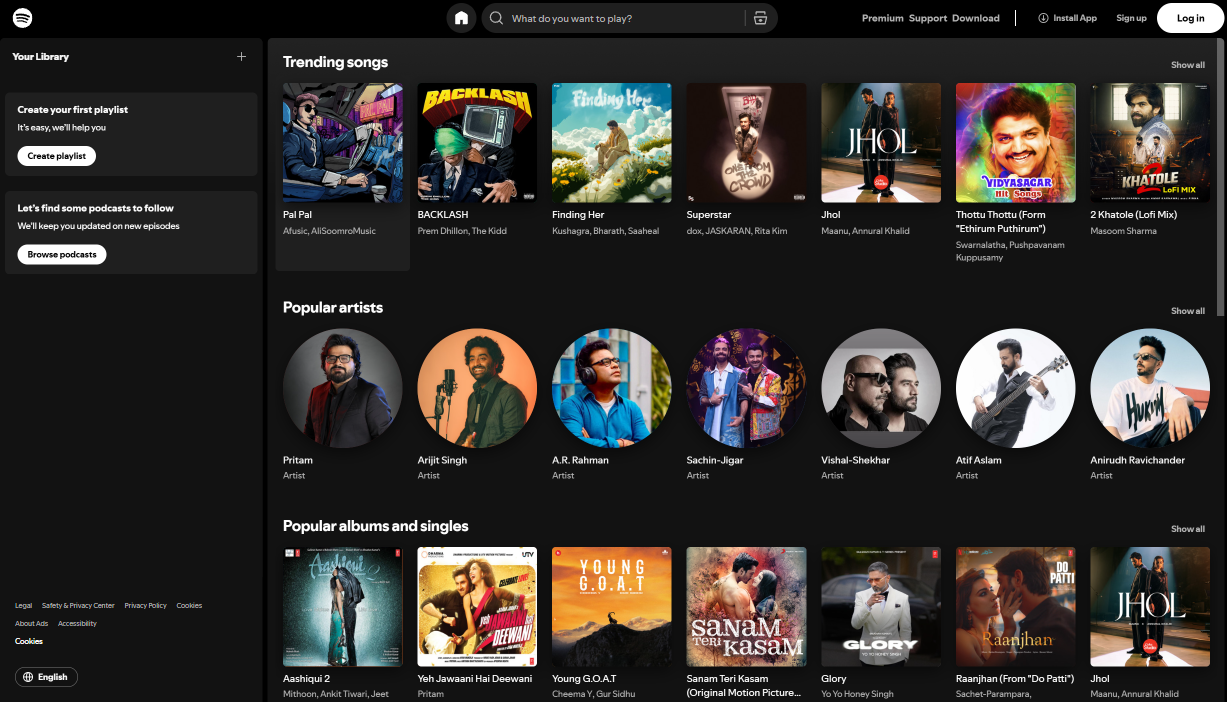 What do you want to play?
Premium Support Download
Install App
Sign up
Log in
Your Library
Create your first playlist
It's easy, we'll help you
Create playlist
Let's find some podcasts to follow
We'll keep you updated on new episodes
Browse podcasts
Legal Safety & Privacy Center Privacy Policy Cookies
About Ads Accessibility
Cookies
English
Trending songs
Show all
BACKLASH
Finding Her
ONE FROM
THE
CROWD
JHOL
VIDYASAGAR
Hit Songs
2
KHATOLE
LoFi MIX
Pal Pal
Afusic, AliSoomroMusic
BACKLASH
Prem Dhillon, The Kidd
Finding Her
Kushagra, Bharath, Saaheal
Superstar
dox, JASKARAN, Rita Kim
Jhol
Maanu, Annural Khalid
Thottu Thottu (Form
"Ethirum Puthirum")
Swarnalatha, Pushpavanam
Kuppusamy
2 Khatole (Lofi Mix)
Masoom Sharma
Popular artists
Show all
HUKUM
Pritam
Artist
Arijit Singh
Artist
A.R. Rahman
Artist
Sachin-Jigar
Artist
Vishal-Shekhar
Artist
Atif Aslam
Artist
Anirudh Ravichander
Artist
Popular albums and singles
Show all
Aashiqui
2
UTV
CELEBRATE LOVE!
YEH
JAWAANI
HAI
DEEWANI
YOUNG
G.O.A.T
SANAM
TERI
KASAM
GLORY
YO YO HONEY SINGH
DO
PATTI
Raanjhan
JHOL
Aashiqui 2
Mithoon, Ankit Tiwari, Jeet
Yeh Jawaani Hai Deewani
Pritam
Young G.O.A.T
Cheema Y, Gur Sidhu
Sanam Teri Kasam
(Original Motion Picture...
Glory
Yo Yo Honey Singh
Raanjhan (From "Do Patti")
Sachet-Parampara,
Jhol
Maanu, Annural Khalid